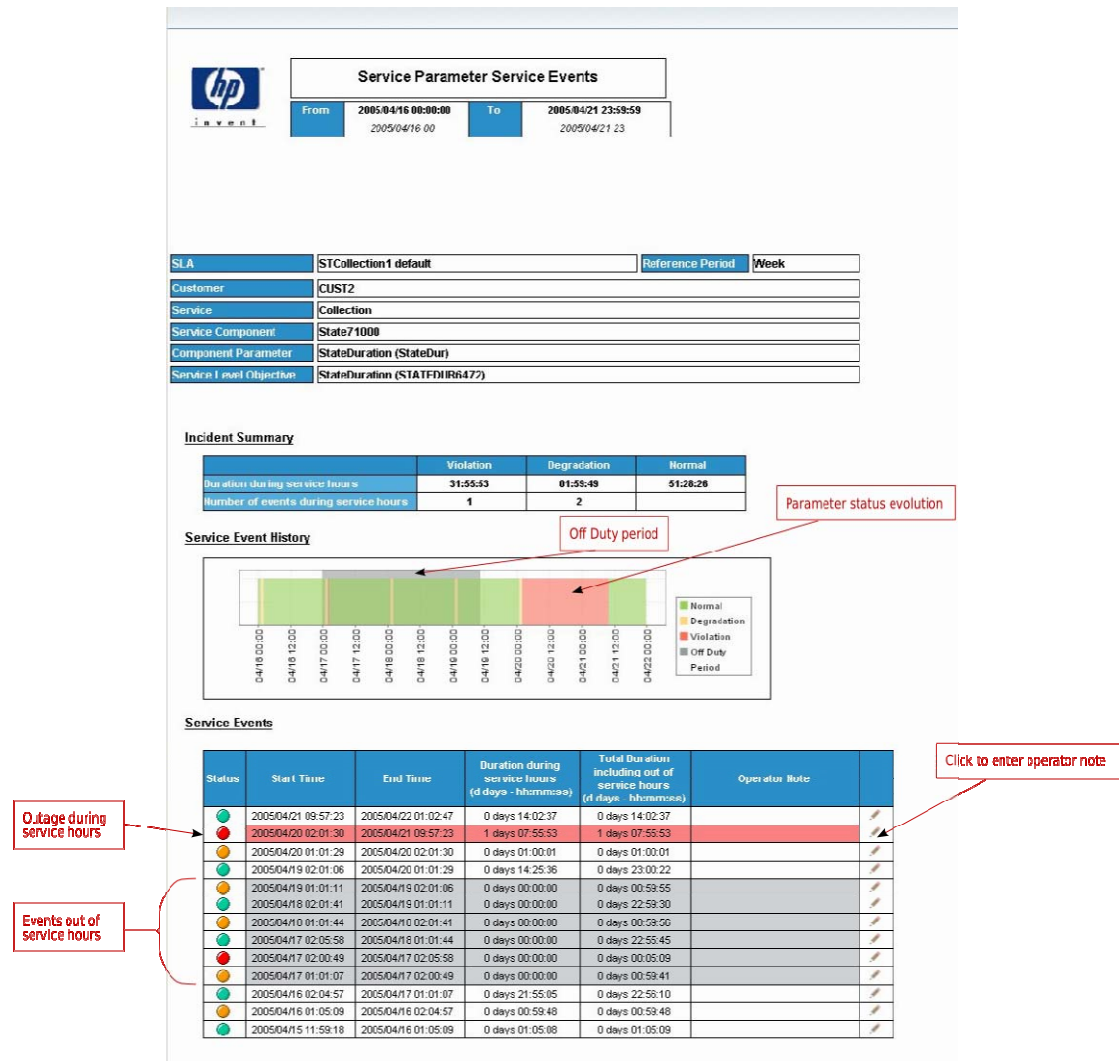 hp
invent
Service Parameter Service Events
From 2005/04/16 00:00:00 To 2005/04/21 23:59:59
2005/04/16 00 2005/04/21 23
SLA STCollection1 default Reference Period Week
Customer CUST2
Service Collection
Service Component State71000
Component Parameter StateDuration (StateDur)
Service Level Objective StateDuration (STATEDUR6472)
Incident Summary
Violation Degradation Normal
Duration during service hours 31:55:53 01:59:49 51:28:26
Number of events during service hours 1 2
Parameter status evolution
Off Duty period
Service Event History
Normal
Degradation
Violation
Off Duty
Period
04/16 00:00 04/16 12:00 04/17 00:00 04/17 12:00 04/18 00:00 04/18 12:00 04/19 00:00 04/19 12:00 04/20 00:00 04/20 12:00 04/21 00:00 04/21 12:00 04/22 00:00
Service Events
Status Start Time End Time Duration during service hours (d days - hh:mm:ss) Total Duration including out of service hours (d days - hh:mm:ss) Operator Note
Click to enter operator note
Outage during
service hours
Events out of
service hours
2005/04/21 09:57:23 2005/04/22 01:02:47 0 days 14:02:37 0 days 14:02:37
2005/04/20 02:01:30 2005/04/21 09:57:23 1 days 07:55:53 1 days 07:55:53
2005/04/20 01:01:29 2005/04/20 02:01:30 0 days 01:00:01 0 days 01:00:01
2005/04/19 02:01:06 2005/04/20 01:01:29 0 days 14:25:36 0 days 23:00:22
2005/04/19 01:01:11 2005/04/19 02:01:06 0 days 00:00:00 0 days 00:59:55
2005/04/18 02:01:41 2005/04/19 01:01:11 0 days 00:00:00 0 days 22:59:30
2005/04/18 01:01:44 2005/04/18 02:01:41 0 days 00:00:00 0 days 00:59:56
2005/04/17 02:05:58 2005/04/18 01:01:44 0 days 00:00:00 0 days 22:55:45
2005/04/17 02:00:49 2005/04/17 02:05:58 0 days 00:00:00 0 days 00:05:09
2005/04/17 01:01:07 2005/04/17 02:00:49 0 days 00:00:00 0 days 00:59:41
2005/04/16 02:04:57 2005/04/17 01:01:07 0 days 21:55:05 0 days 22:56:10
2005/04/16 01:05:09 2005/04/16 02:04:57 0 days 00:59:48 0 days 00:59:48
2005/04/15 11:59:18 2005/04/16 01:05:09 0 days 01:05:08 0 days 01:05:09